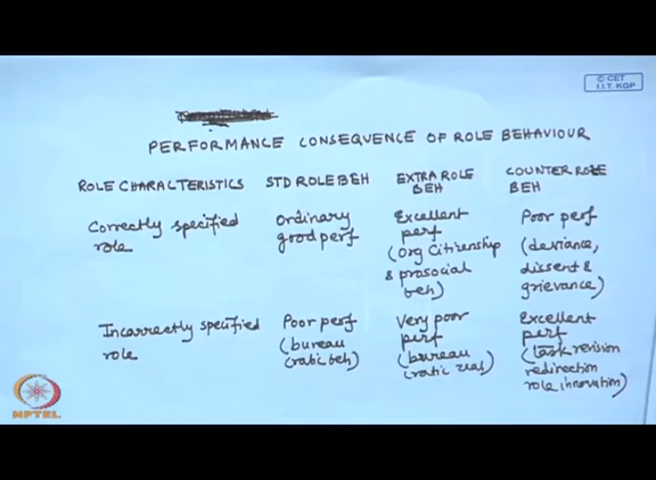 © CET
I.I.T. KGP
PERFORMANCE CONSEQUENCE OF ROLE BEHAVIOUR
ROLE CHARACTERISTICS STD ROLE BEH EXTRA ROLE BEH COUNTER ROLE BEH
Correctly specified role
Ordinary
good perf
Excellent
perf
(Org Citizenship
& prosocial
beh)
Poor perf
(deviance,
dissent &
grievance)
Incorrectly specified
role
Poor perf
(bureau
cratic beh)
Very poor
perf
(bureau
cratic zeal)
Excellent
perf
(task revision
redirection
role innovation)
NPTEL